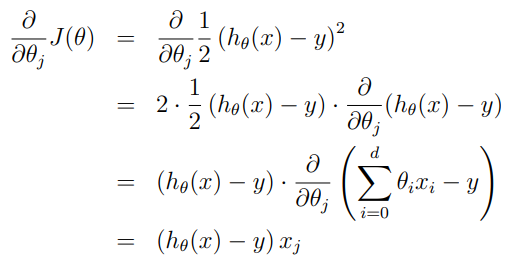 ∂/∂θ_j J(θ) = ∂/∂θ_j 1/2 (h_θ(x) − y)²
= 2 · 1/2 (h_θ(x) − y) · ∂/∂θ_j (h_θ(x) − y)
= (h_θ(x) − y) · ∂/∂θ_j (∑_{i=0}^{d} θ_i x_i − y)
= (h_θ(x) − y) x_j